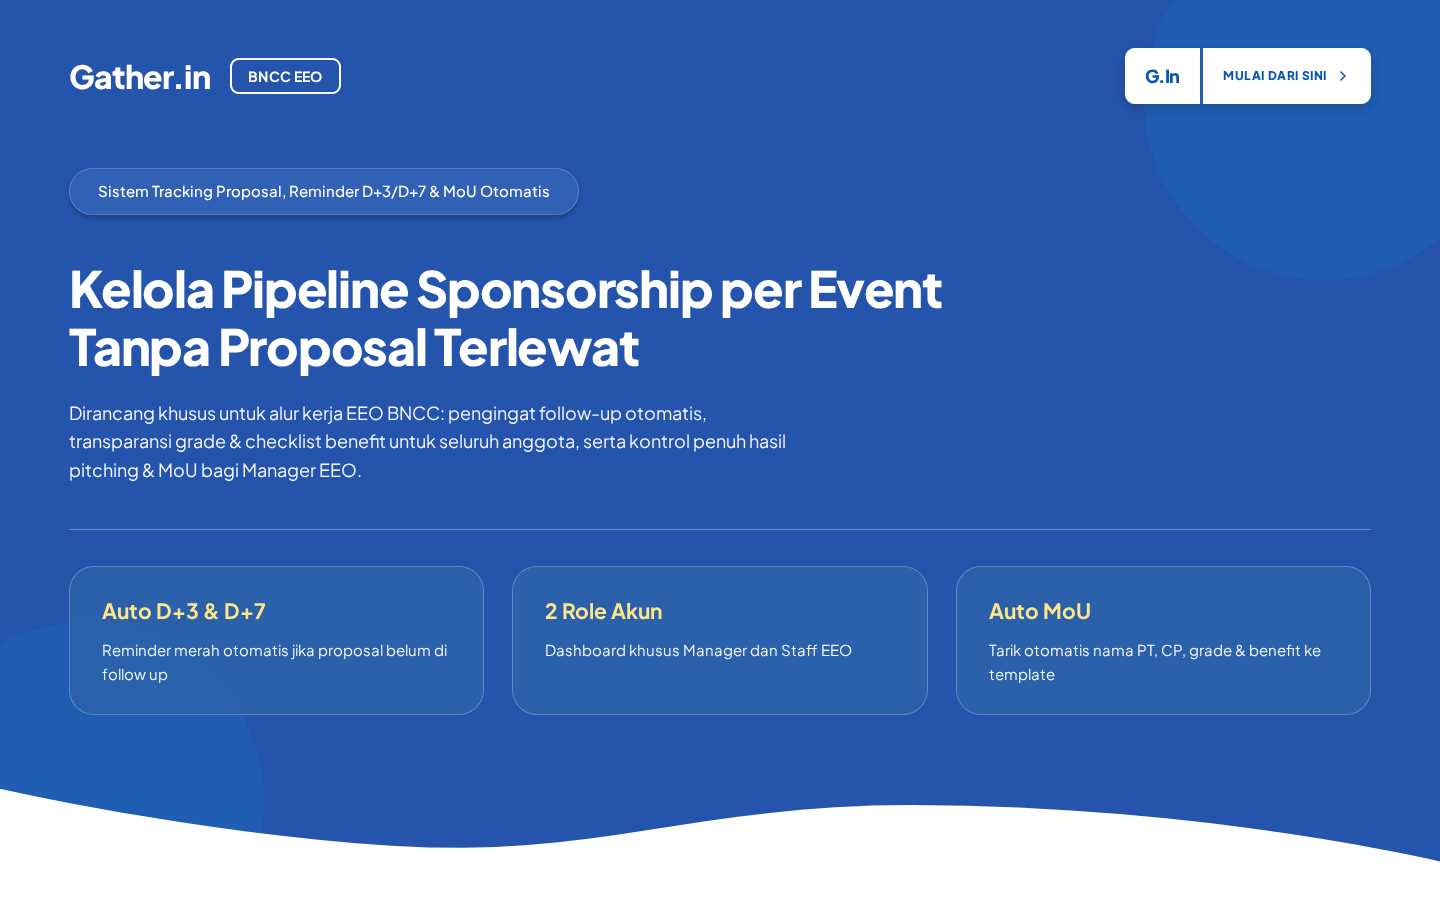 Gather.in
BNCC EEO
G.In
MULAI DARI SINI
Sistem Tracking Proposal, Reminder D+3/D+7 & MoU Otomatis
Kelola Pipeline Sponsorship per Event
Tanpa Proposal Terlewat
Dirancang khusus untuk alur kerja EEO BNCC: pengingat follow-up otomatis,
transparansi grade & checklist benefit untuk seluruh anggota, serta kontrol penuh hasil
pitching & MoU bagi Manager EEO.
Auto D+3 & D+7
Reminder merah otomatis jika proposal belum di
follow up
2 Role Akun
Dashboard khusus Manager dan Staff EEO
Auto MoU
Tarik otomatis nama PT, CP, grade & benefit ke
template